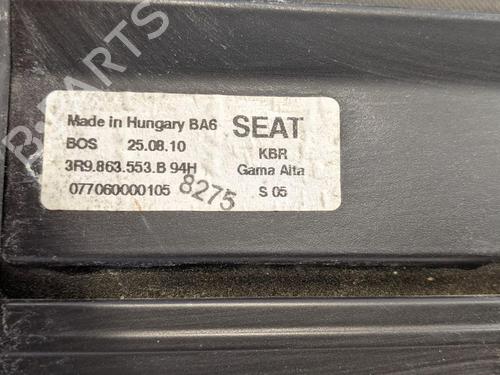 B-PARTS
Made in Hungary BA6 SEAT
BOS 25.08.10 KBR
3R9.863.553.B 94H Gama Alta
077060000105 8275 S 05